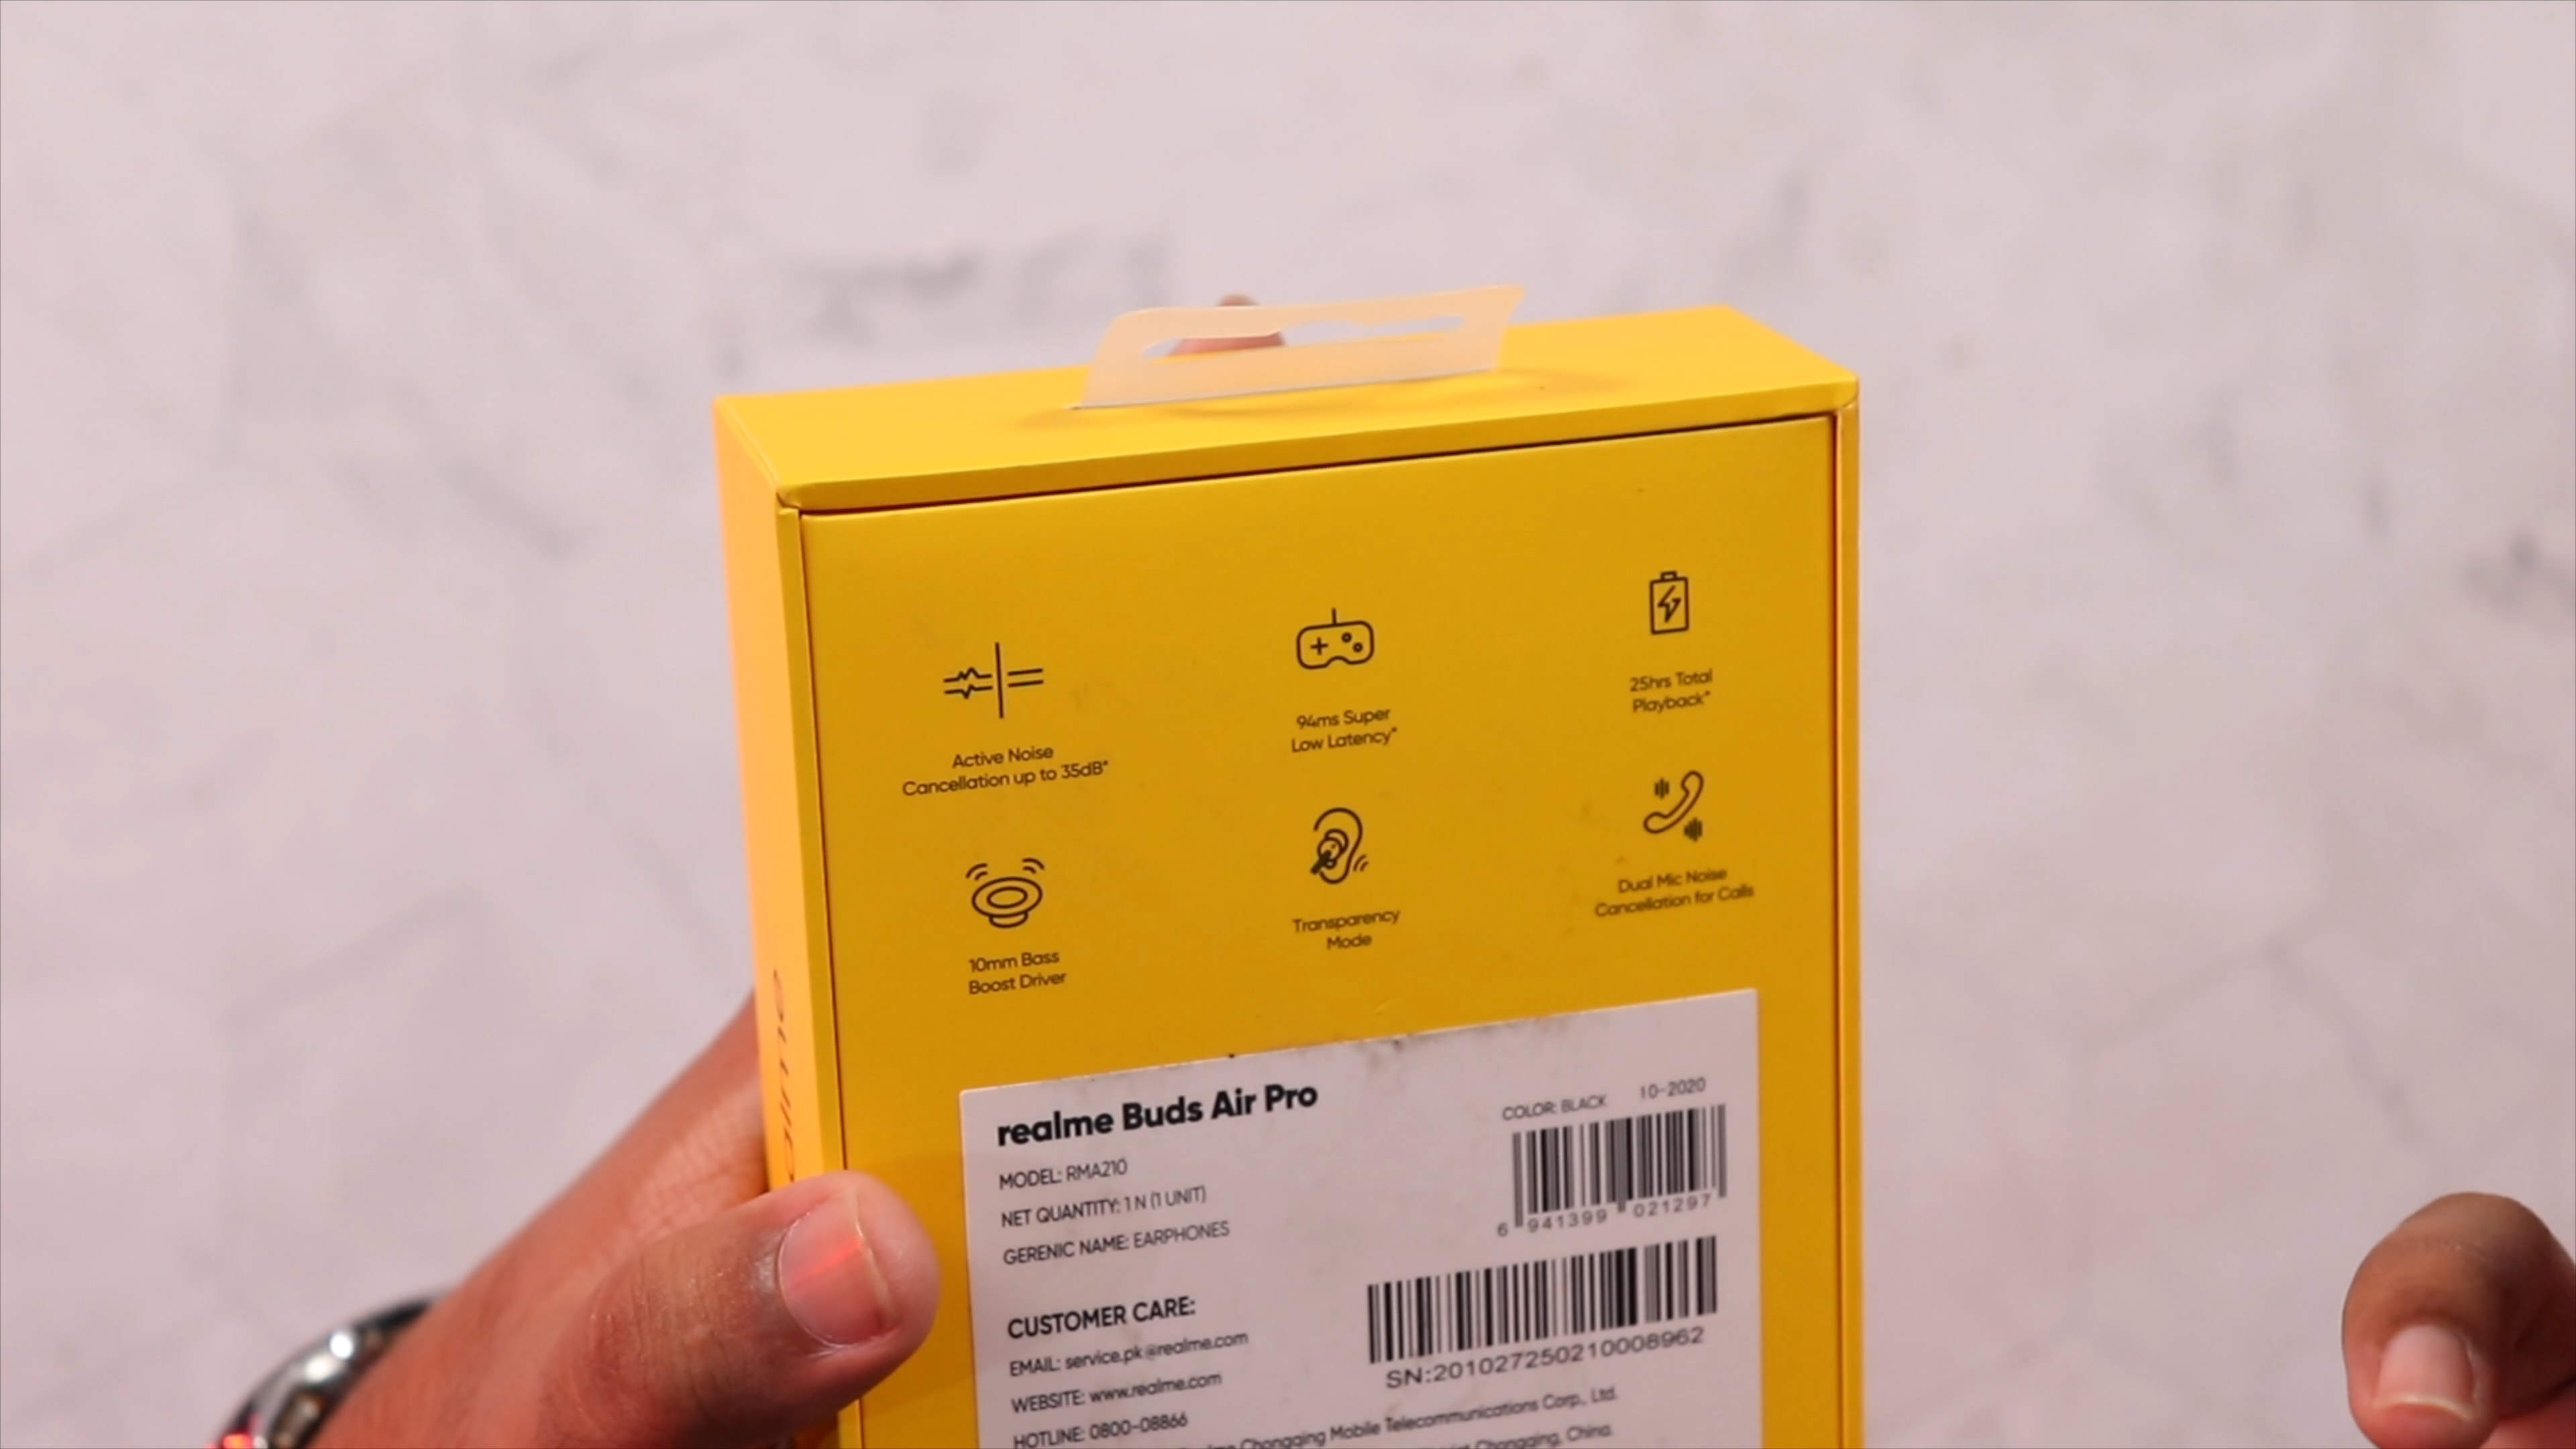 Active Noise
Cancellation up to 35dB*
94ms Super
Low Latency*
25hrs Total
Playback*
10mm Bass
Boost Driver
Transparency
Mode
Dual Mic Noise
Cancellation for Calls
realme Buds Air Pro
MODEL: RMA210
NET QUANTITY: 1 N (1 UNIT)
GERENIC NAME: EARPHONES
COLOR: BLACK 10-2020
6 941399 021297
SN:201027250210008962
CUSTOMER CARE:
EMAIL: service.pk@realme.com
WEBSITE: www.realme.com
HOTLINE: 0800-08866
Chongqing Mobile Telecommunications Corp., Ltd.
Chongqing, China.